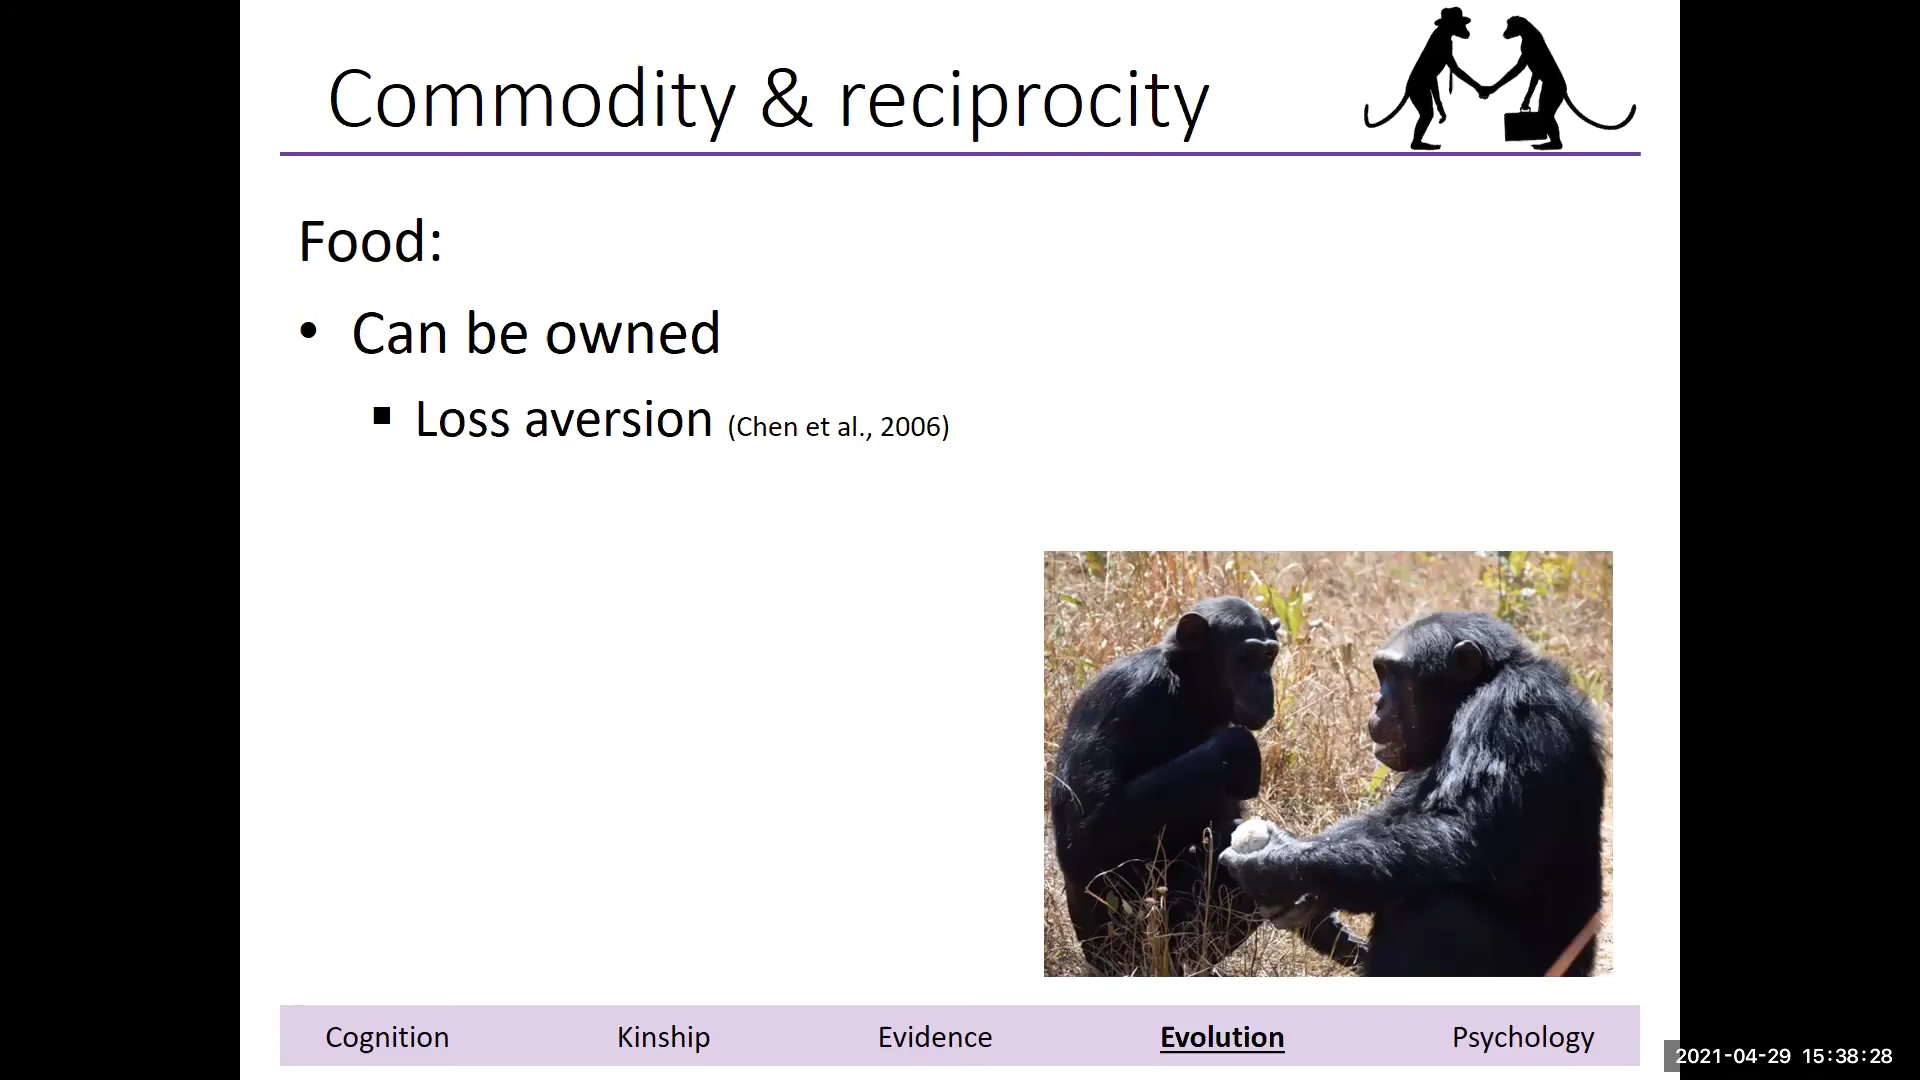 Commodity & reciprocity
Food:
• Can be owned
▪ Loss aversion (Chen et al., 2006)
Cognition Kinship Evidence Evolution Psychology
2021-04-29 15:38:28